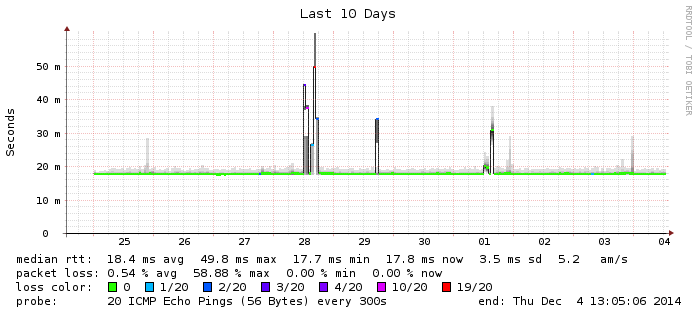 Last 10 Days
RRDTOOL / TOBI OETIKER
Seconds
50 m
40 m
30 m
20 m
10 m
0
25 26 27 28 29 30 01 02 03 04
median rtt: 18.4 ms avg 49.8 ms max 17.7 ms min 17.8 ms now 3.5 ms sd 5.2 am/s
packet loss: 0.54 % avg 58.88 % max 0.00 % min 0.00 % now
loss color: 0 1/20 2/20 3/20 4/20 10/20 19/20
probe: 20 ICMP Echo Pings (56 Bytes) every 300s end: Thu Dec 4 13:05:06 2014